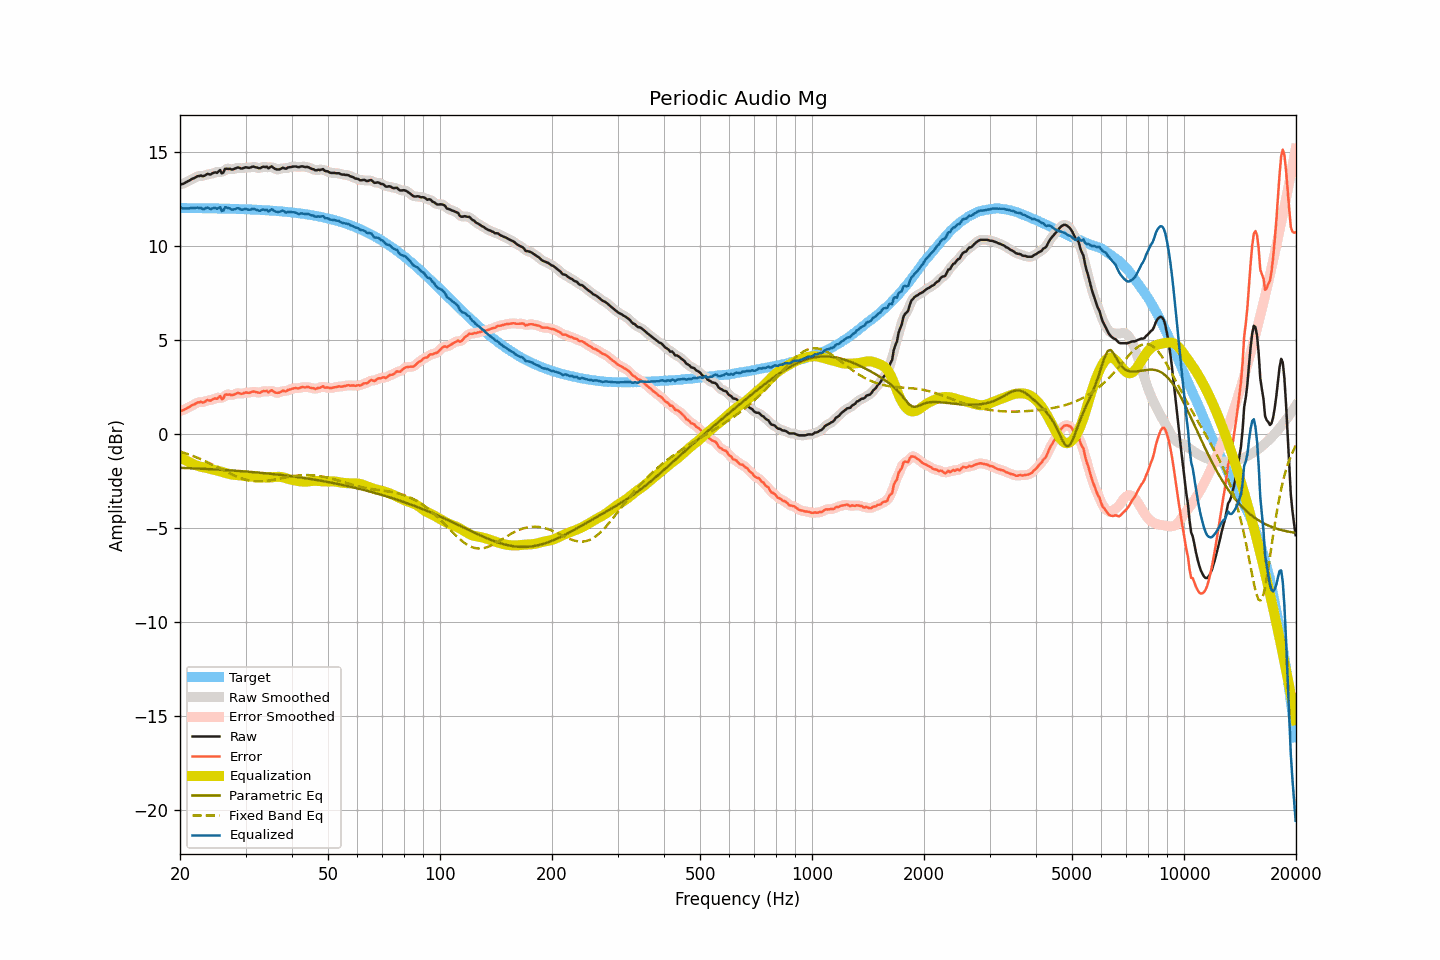 Periodic Audio Mg
Amplitude (dBr)
15
10
5
0
−5
−10
−15
−20
Target
Raw Smoothed
Error Smoothed
Raw
Error
Equalization
Parametric Eq
Fixed Band Eq
Equalized
20 50 100 200 500 1000 2000 5000 10000 20000
Frequency (Hz)